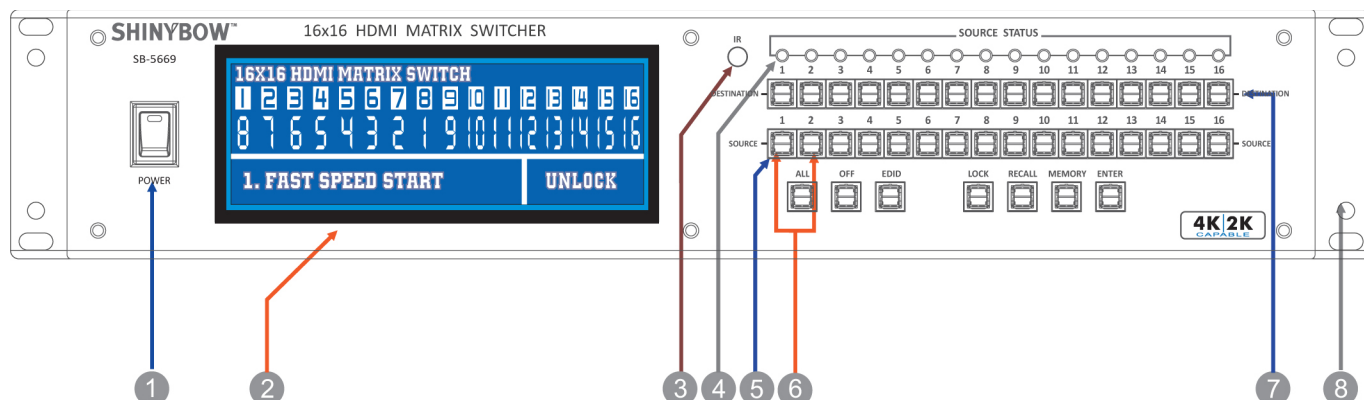 SHINYBOW™
16x16 HDMI MATRIX SWITCHER
SB-5669
POWER
16X16 HDMI MATRIX SWITCH
1 2 3 4 5 6 7 8 9 10 11 12 13 14 15 16
8 7 6 5 4 3 2 1 9 10 11 12 13 14 15 16
1. FAST SPEED START
UNLOCK
IR
SOURCE STATUS
1 2 3 4 5 6 7 8 9 10 11 12 13 14 15 16
DESTINATION DESTINATION
1 2 3 4 5 6 7 8 9 10 11 12 13 14 15 16
SOURCE SOURCE
ALL OFF EDID LOCK RECALL MEMORY ENTER
4K|2K
CAPABLE
1 2 3 4 5 6 7 8